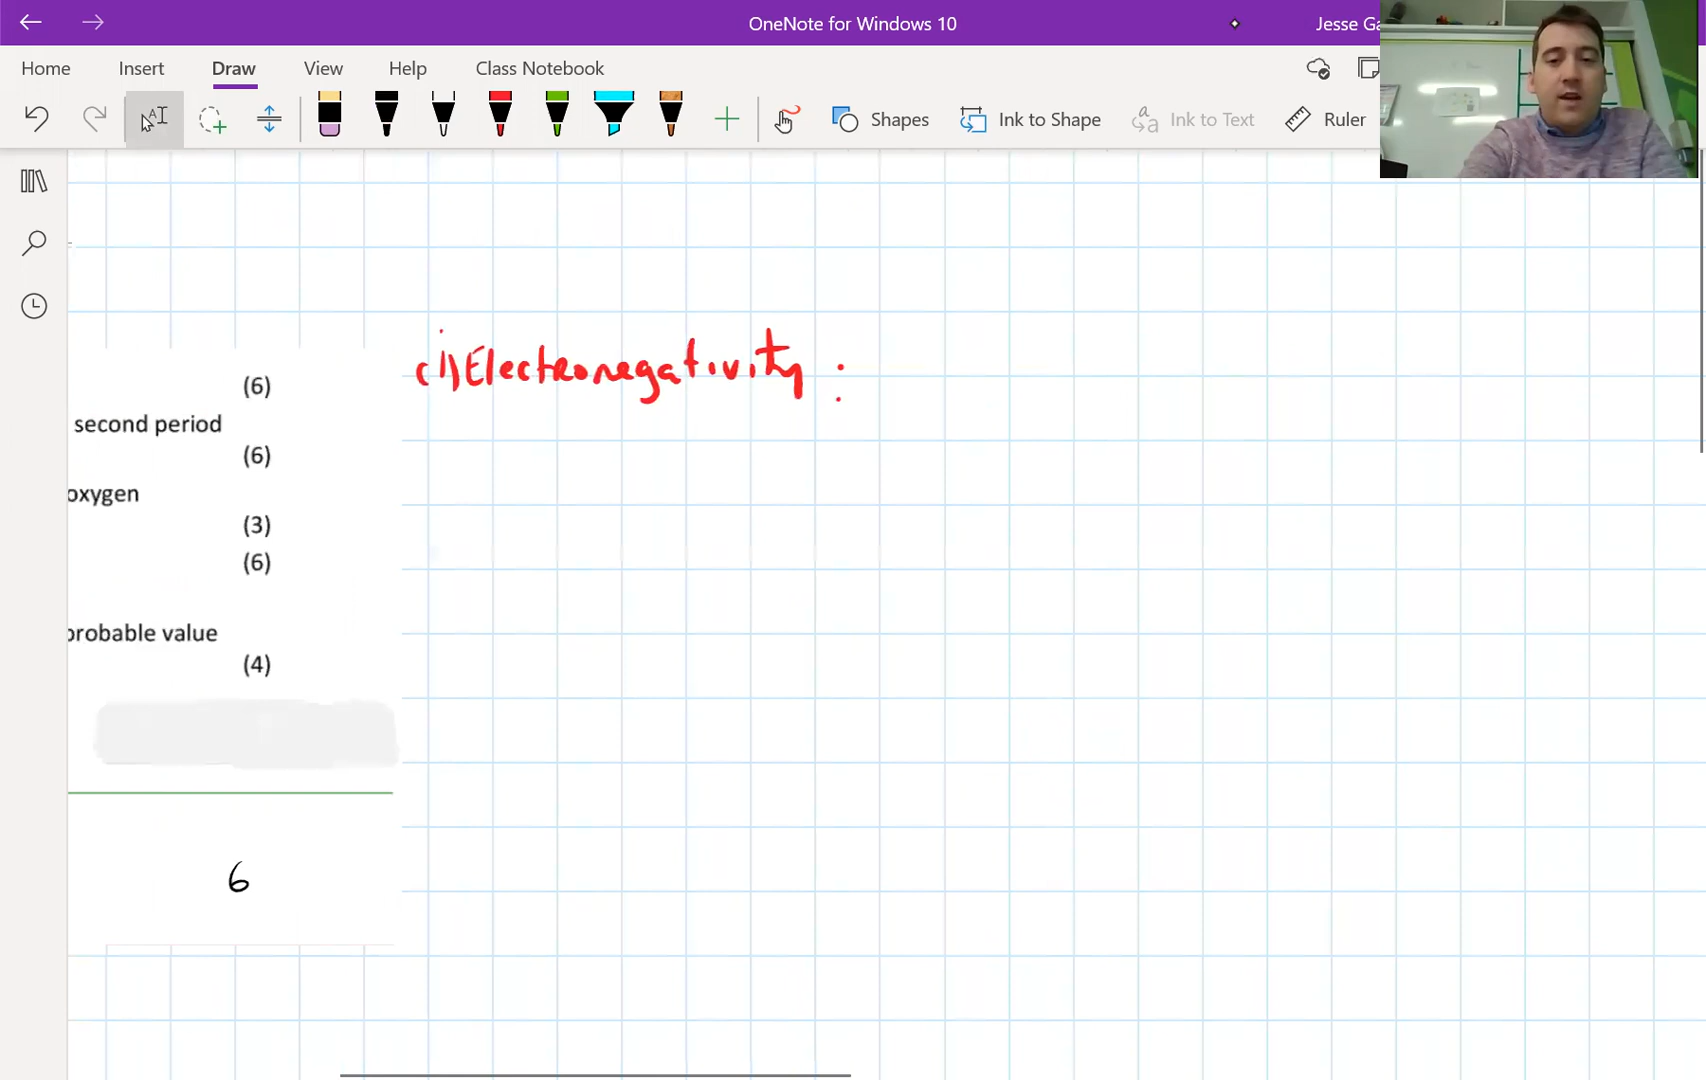 OneNote for Windows 10
Jesse Ga
Home Insert Draw View Help Class Notebook
Shapes Ink to Shape Ink to Text Ruler
(i) Electronegativity :
(6)
second period
(6)
oxygen
(3)
(6)
probable value
(4)
6